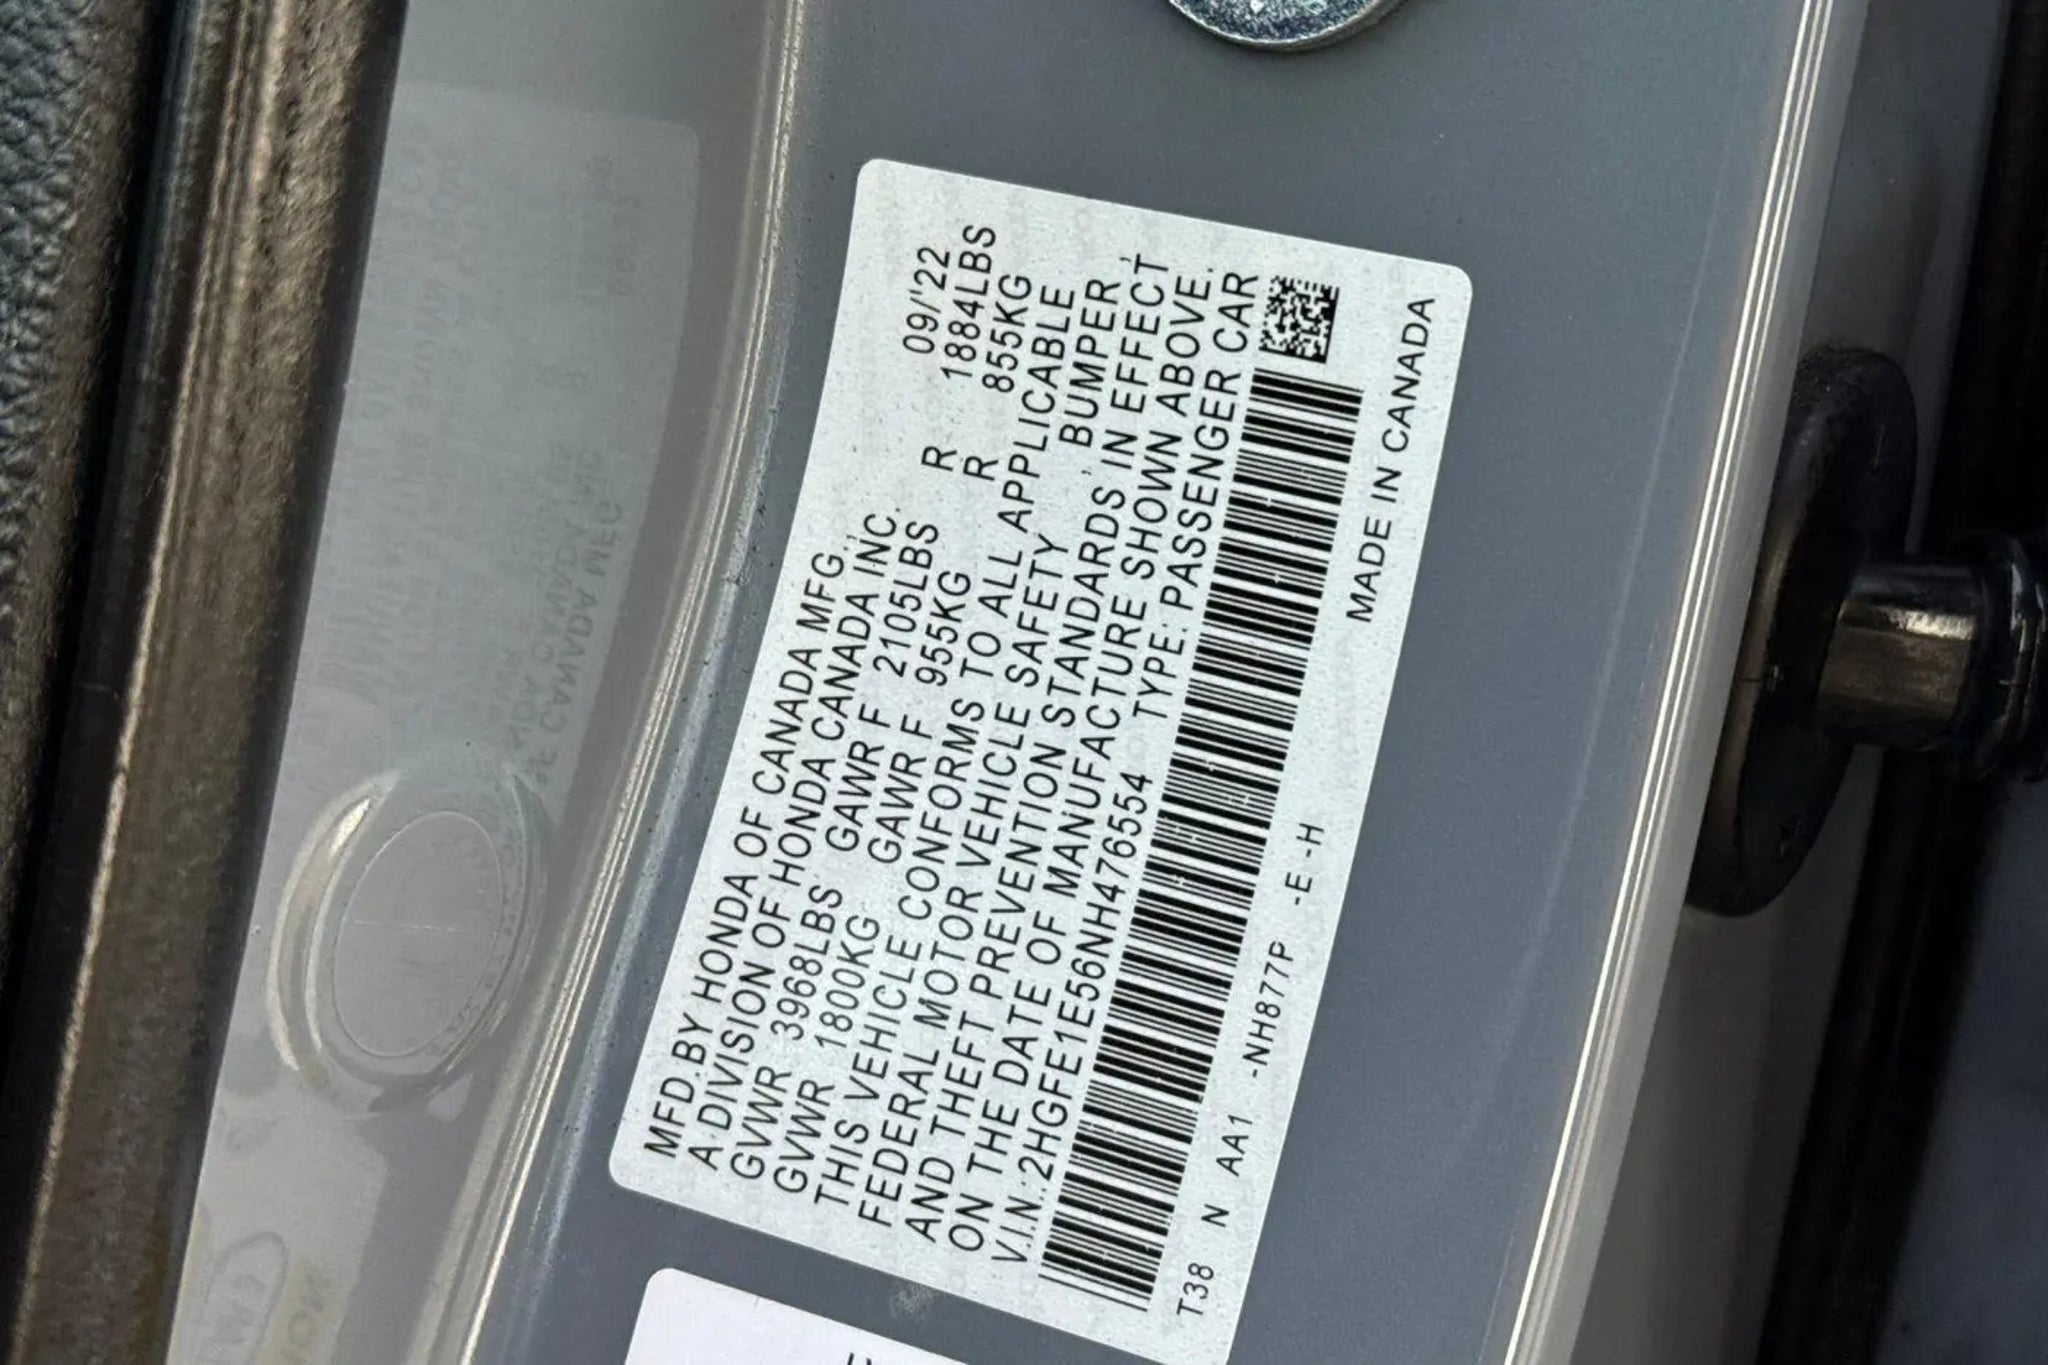 MFD.BY HONDA OF CANADA MFG., 09/'22
A DIVISION OF HONDA CANADA INC.
GVWR 3968LBS GAWR F 2105LBS R 1884LBS
GVWR 1800KG GAWR F 955KG R 855KG
THIS VEHICLE CONFORMS TO ALL APPLICABLE
FEDERAL MOTOR VEHICLE SAFETY , BUMPER ,
AND THEFT PREVENTION STANDARDS IN EFFECT
ON THE DATE OF MANUFACTURE SHOWN ABOVE.
V.I.N.:2HGFE1E56NH476554 TYPE: PASSENGER CAR
T38 N AA1 -NH877P -E -H MADE IN CANADA